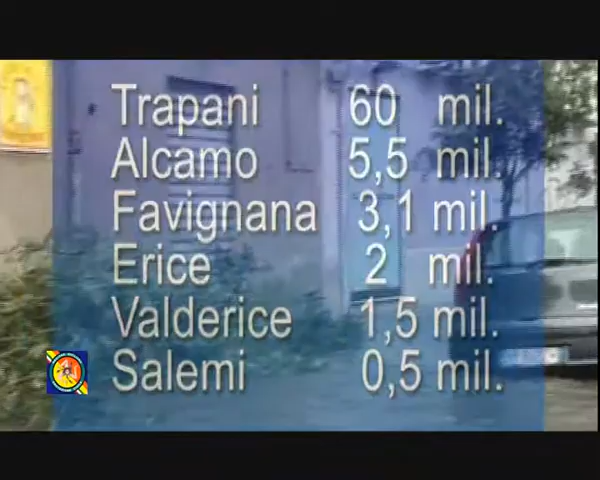 Trapani 60 mil.
Alcamo 5,5 mil.
Favignana 3,1 mil.
Erice 2 mil.
Valderice 1,5 mil.
Salemi 0,5 mil.